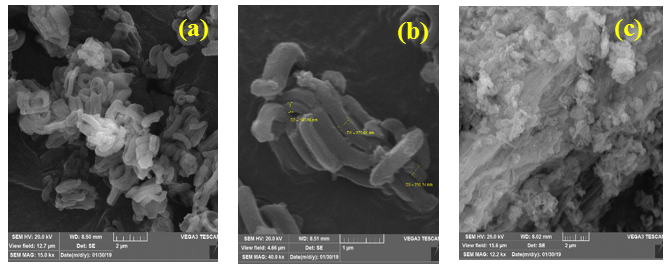 (a)
SEM HV: 20.0 kV WD: 8.50 mm VEGA3 TESCAN
View field: 12.7 µm Det: SE 2 µm
SEM MAG: 15.0 kx Date(m/d/y): 01/30/19
(b)
SEM HV: 20.0 kV WD: 8.51 mm VEGA3 TESCAN
View field: 4.66 µm Det: SE 1 µm
SEM MAG: 40.9 kx Date(m/d/y): 01/30/19
(c)
SEM HV: 25.0 kV WD: 8.02 mm VEGA3 TESCAN
View field: 15.6 µm Det: SE 2 µm
SEM MAG: 12.2 kx Date(m/d/y): 01/30/19